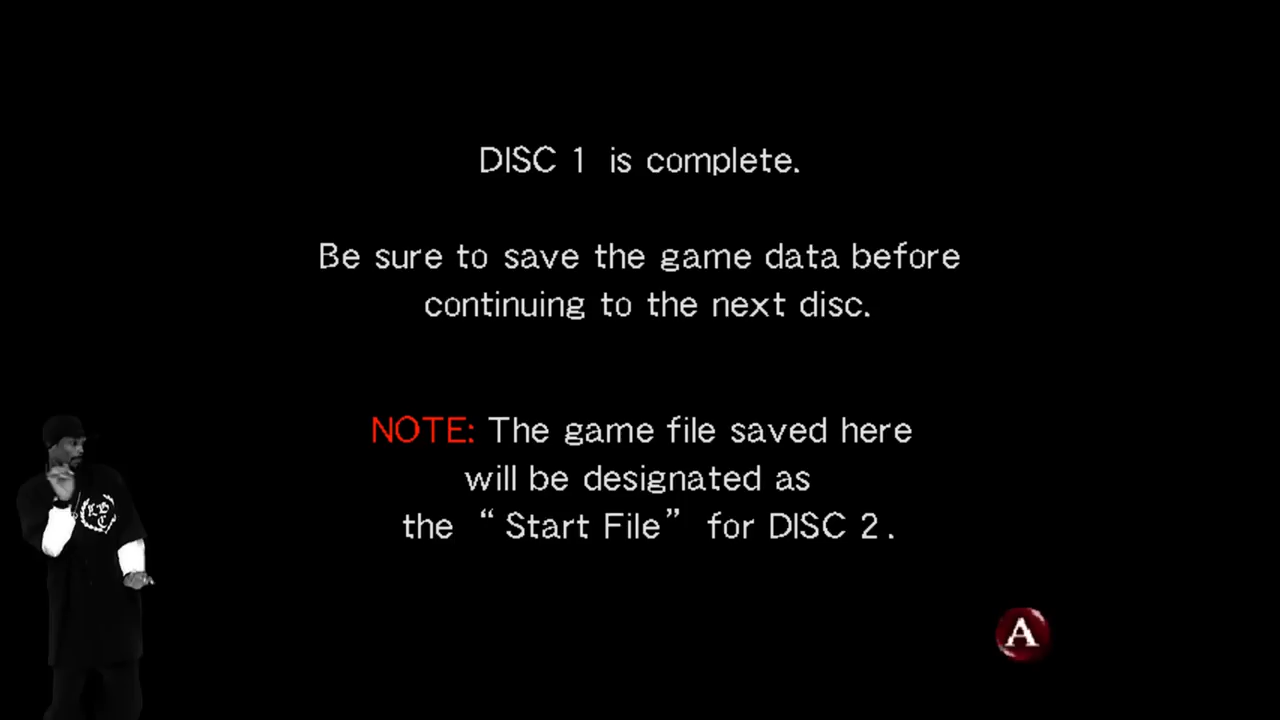 DISC 1 is complete.
Be sure to save the game data before
continuing to the next disc.
NOTE: The game file saved here
will be designated as
the “Start File” for DISC 2.
A